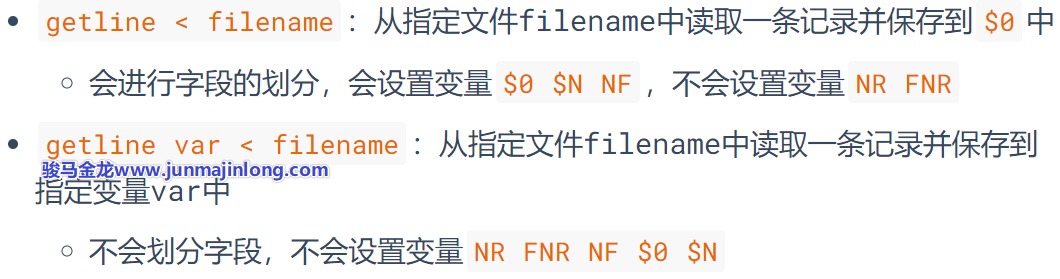 getline < filename：从指定文件filename中读取一条记录并保存到 $0 中
会进行字段的划分，会设置变量 $0 $N NF ，不会设置变量 NR FNR
getline var < filename ：从指定文件filename中读取一条记录并保存到
骏马金龙www.junmajinlong.com
指定变量var中
不会划分字段，不会设置变量 NR FNR NF $0 $N